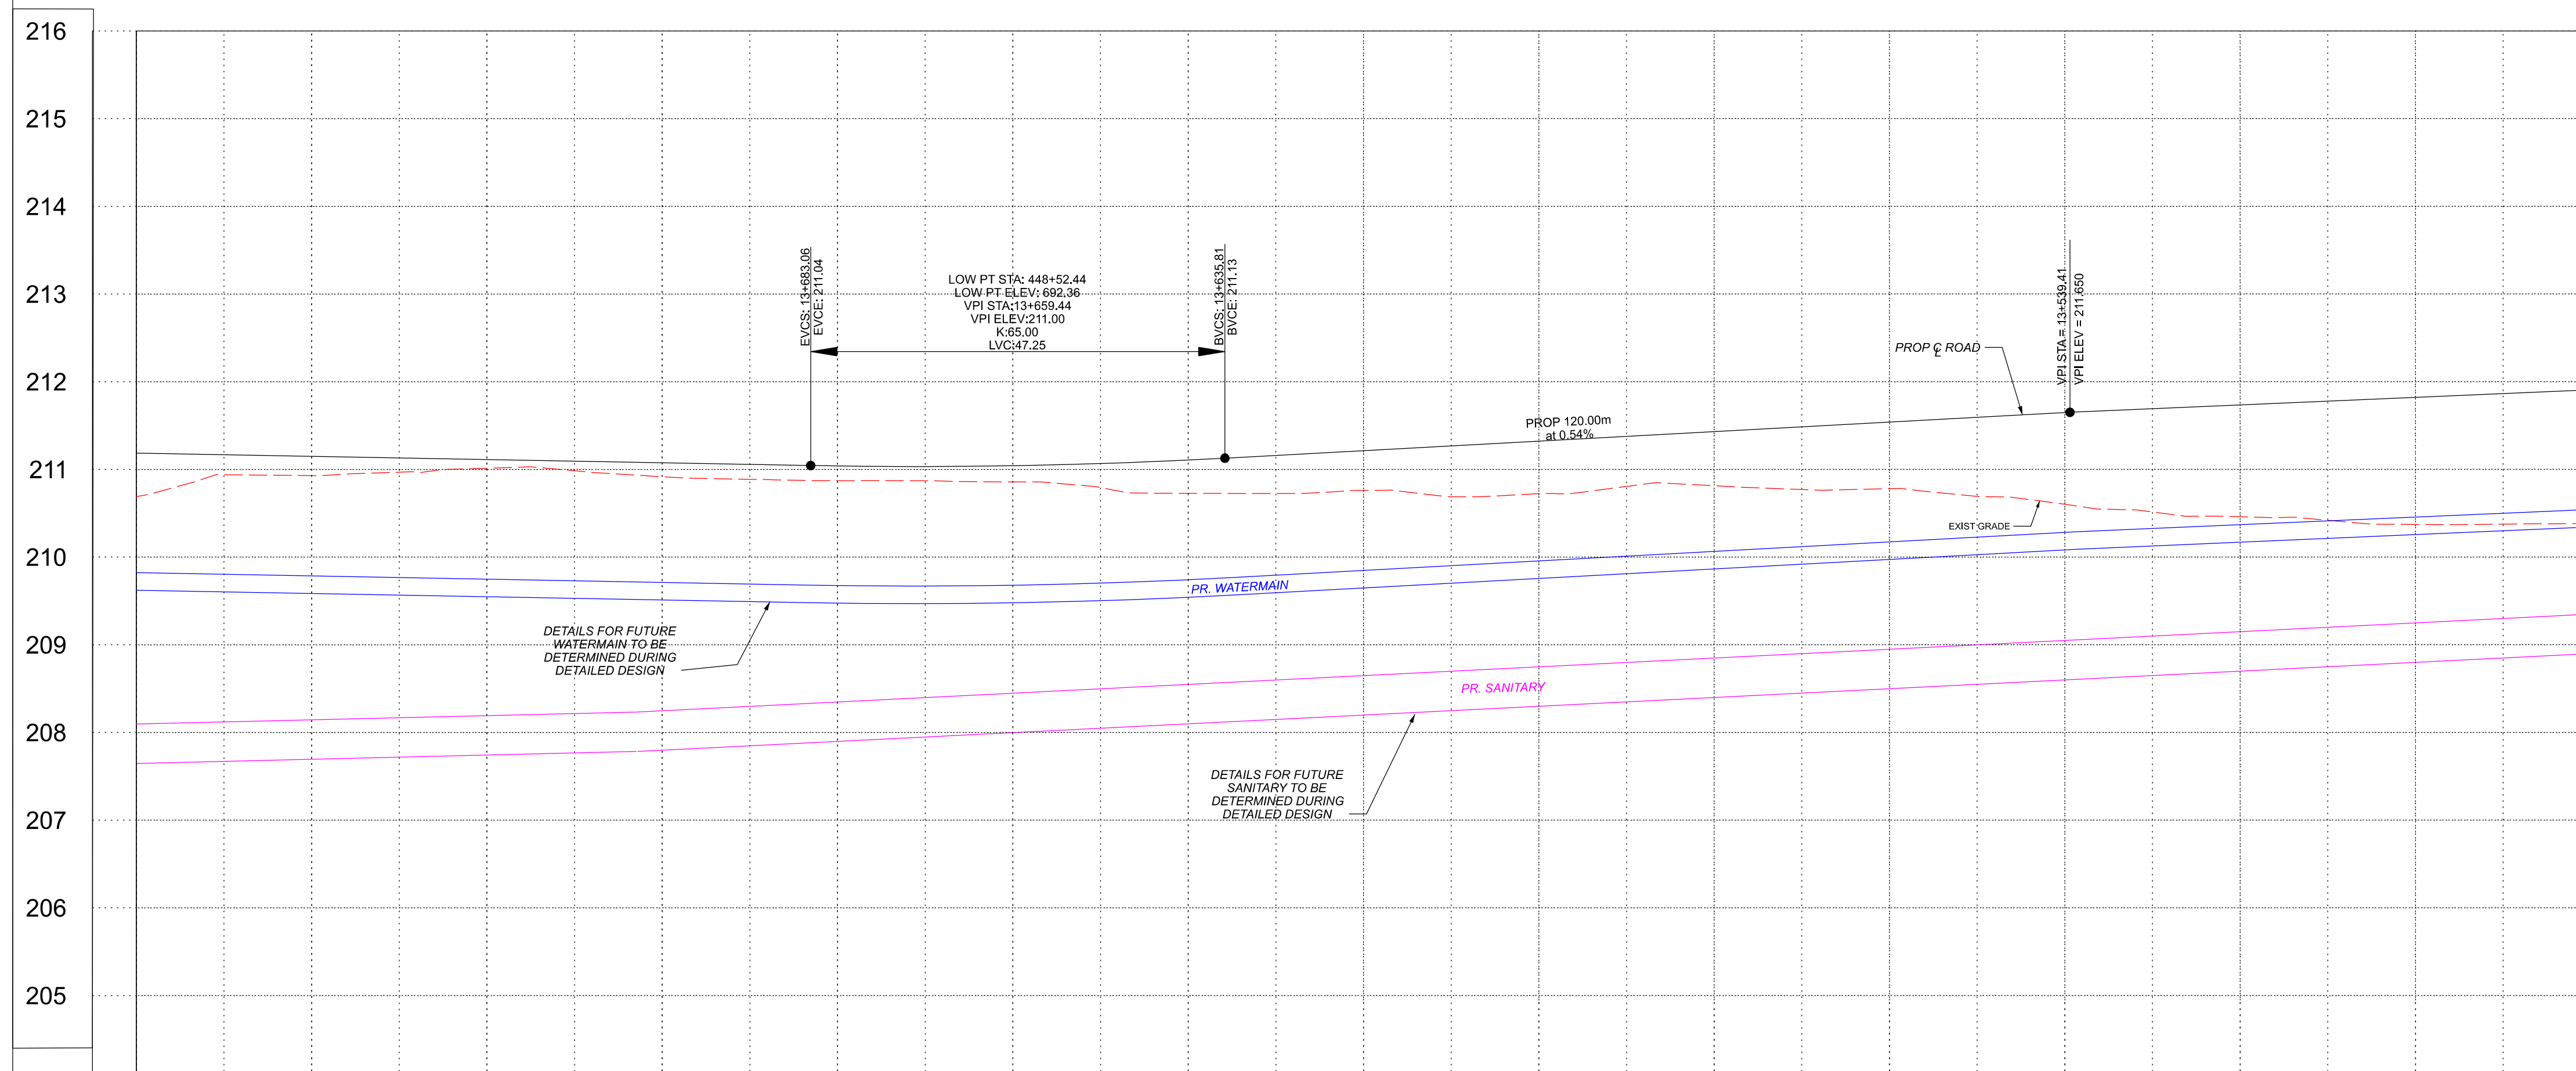 216
215
214
213
212
211
210
209
208
207
206
205
EVCS: 13+683.06
EVCE: 211.04
LOW PT STA: 448+52.44
LOW PT ELEV: 692.36
VPI STA:13+659.44
VPI ELEV:211.00
K:65.00
LVC:47.25
BVCS: 13+635.81
BVCE: 211.13
PROP 120.00m
at 0.54%
PROP CL ROAD
VPI STA = 13+539.41
VPI ELEV = 211.650
EXIST GRADE
PR. WATERMAIN
DETAILS FOR FUTURE
WATERMAIN TO BE
DETERMINED DURING
DETAILED DESIGN
PR. SANITARY
DETAILS FOR FUTURE
SANITARY TO BE
DETERMINED DURING
DETAILED DESIGN